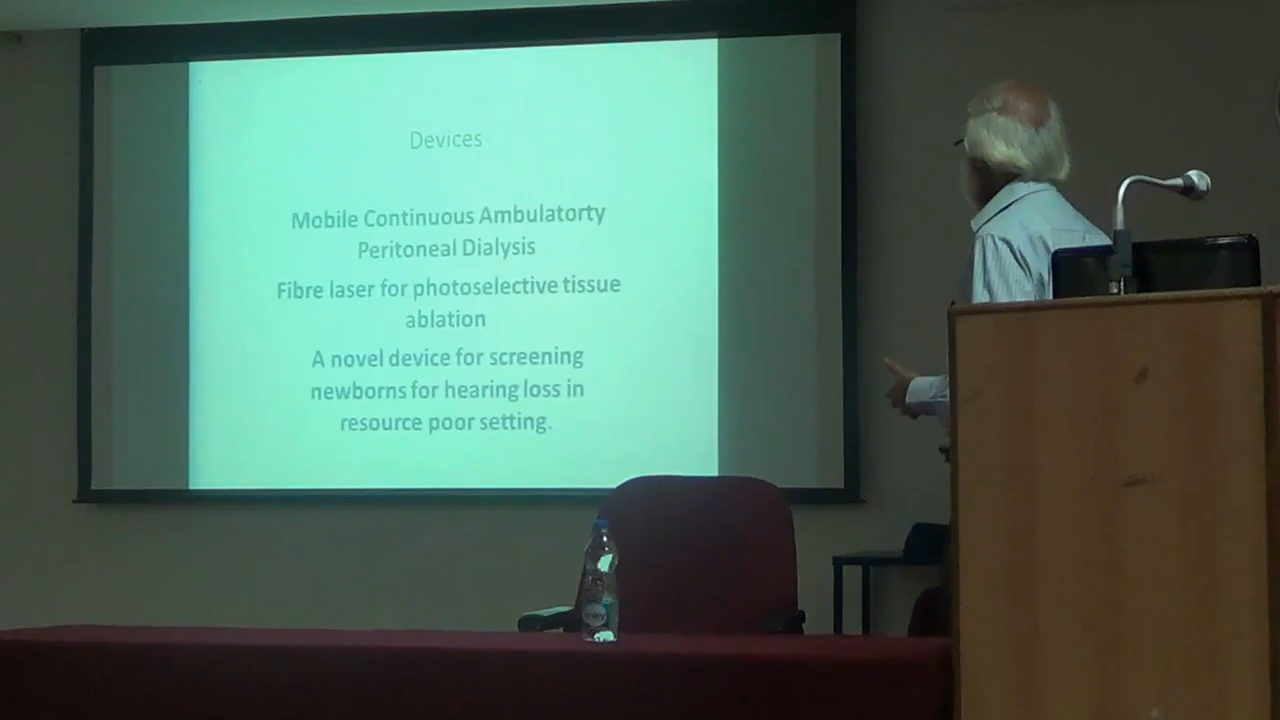 Devices
Mobile Continuous Ambulatorty
Peritoneal Dialysis
Fibre laser for photoselective tissue
ablation
A novel device for screening
newborns for hearing loss in
resource poor setting.